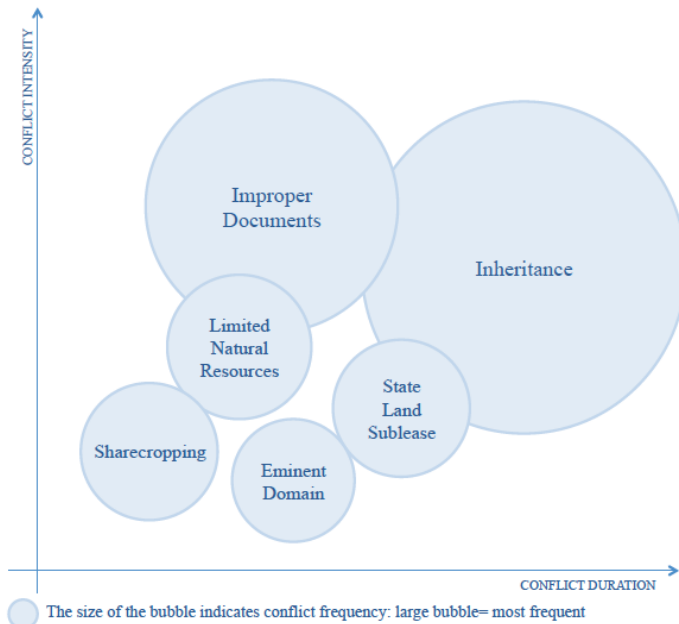 CONFLICT INTENSITY
Improper
Documents
Inheritance
Limited
Natural
Resources
State
Land
Sublease
Sharecropping
Eminent
Domain
CONFLICT DURATION
The size of the bubble indicates conflict frequency: large bubble= most frequent